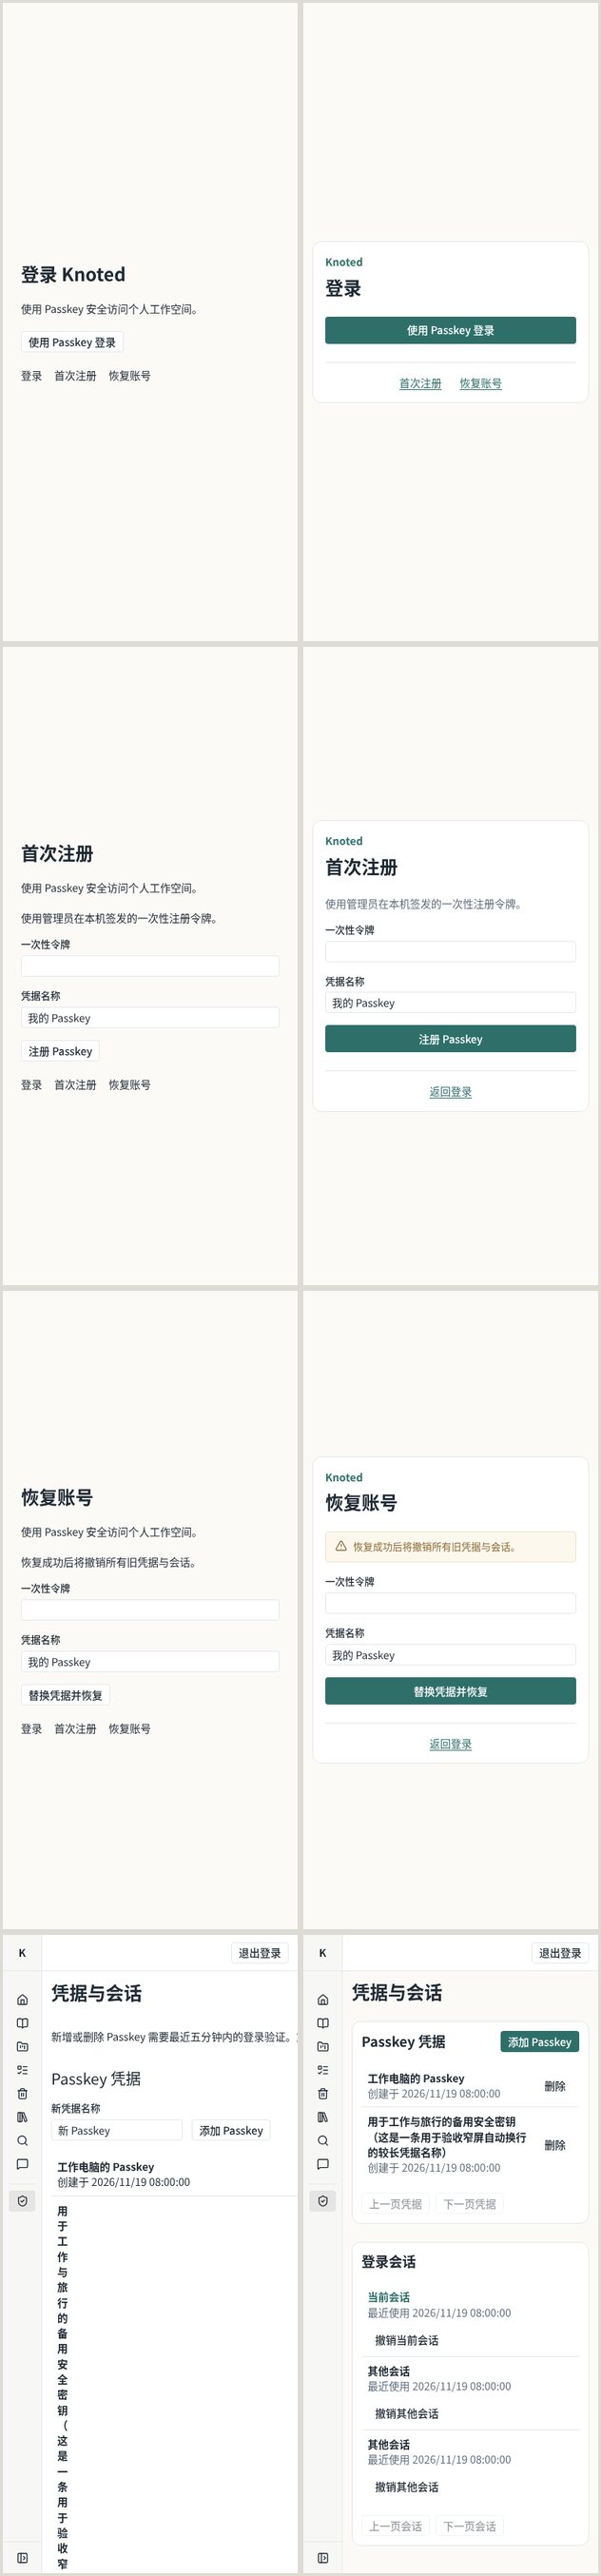 登录 Knoted
使用 Passkey 安全访问个人工作空间。
使用 Passkey 登录
登录 首次注册 恢复账号
Knoted
登录
使用 Passkey 登录
首次注册 恢复账号
首次注册
使用 Passkey 安全访问个人工作空间。
使用管理员在本机签发的一次性注册令牌。
一次性令牌
凭据名称
我的 Passkey
注册 Passkey
登录 首次注册 恢复账号
Knoted
首次注册
使用管理员在本机签发的一次性注册令牌。
一次性令牌
凭据名称
我的 Passkey
注册 Passkey
返回登录
恢复账号
使用 Passkey 安全访问个人工作空间。
恢复成功后将撤销所有旧凭据与会话。
一次性令牌
凭据名称
我的 Passkey
替换凭据并恢复
登录 首次注册 恢复账号
Knoted
恢复账号
恢复成功后将撤销所有旧凭据与会话。
一次性令牌
凭据名称
我的 Passkey
替换凭据并恢复
返回登录
K
退出登录
凭据与会话
新增或删除 Passkey 需要最近五分钟内的登录验证。
Passkey 凭据
新凭据名称
新 Passkey
添加 Passkey
工作电脑的 Passkey
创建于 2026/11/19 08:00:00
用
于
工
作
与
旅
行
的
备
用
安
全
密
钥
（
这
是
一
条
用
于
验
收
窄
K
退出登录
凭据与会话
Passkey 凭据
添加 Passkey
工作电脑的 Passkey
创建于 2026/11/19 08:00:00
删除
用于工作与旅行的备用安全密钥
（这是一条用于验收窄屏自动换行
的较长凭据名称）
创建于 2026/11/19 08:00:00
删除
上一页凭据 下一页凭据
登录会话
当前会话
最近使用 2026/11/19 08:00:00
撤销当前会话
其他会话
最近使用 2026/11/19 08:00:00
撤销其他会话
其他会话
最近使用 2026/11/19 08:00:00
撤销其他会话
上一页会话 下一页会话